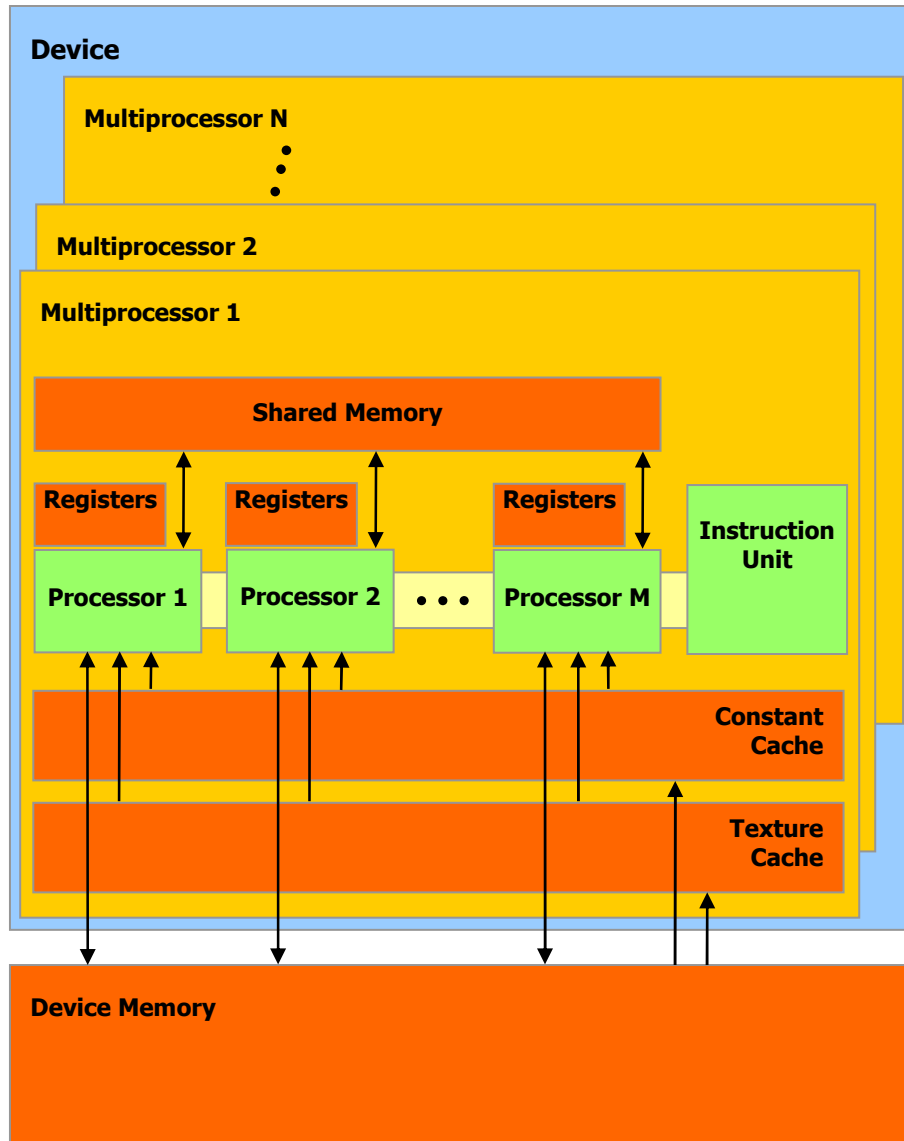 Device
Multiprocessor N
Multiprocessor 2
Multiprocessor 1
Shared Memory
Registers
Registers
Registers
Instruction
Unit
Processor 1
Processor 2
• • •
Processor M
Constant
Cache
Texture
Cache
Device Memory